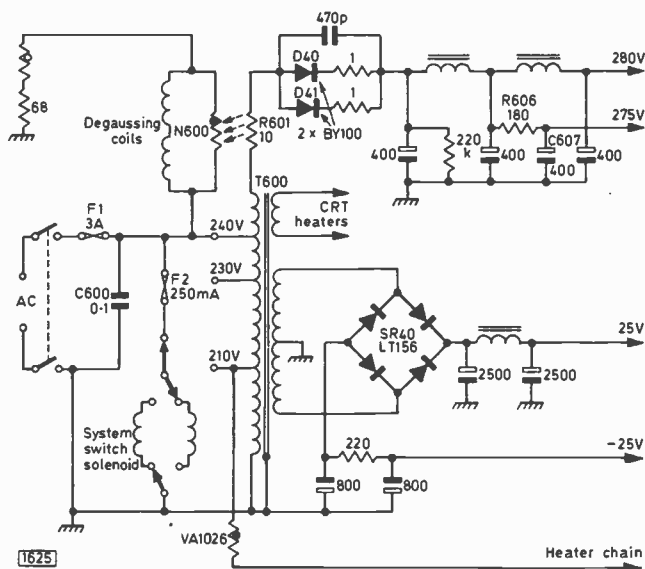 470p
D40
1
D41
1
2 x BY100
280V
275V
R606
180
C607
220
k
400
400
400
400
68
Degaussing
coils
N600
R601
10
T600
CRT
heaters
F1
3A
240V
F2
250mA
230V
AC
C600
0·1
210V
SR40
LT156
25V
2500
2500
System
switch
solenoid
220
-25V
800
800
VA1026
Heater chain
1625